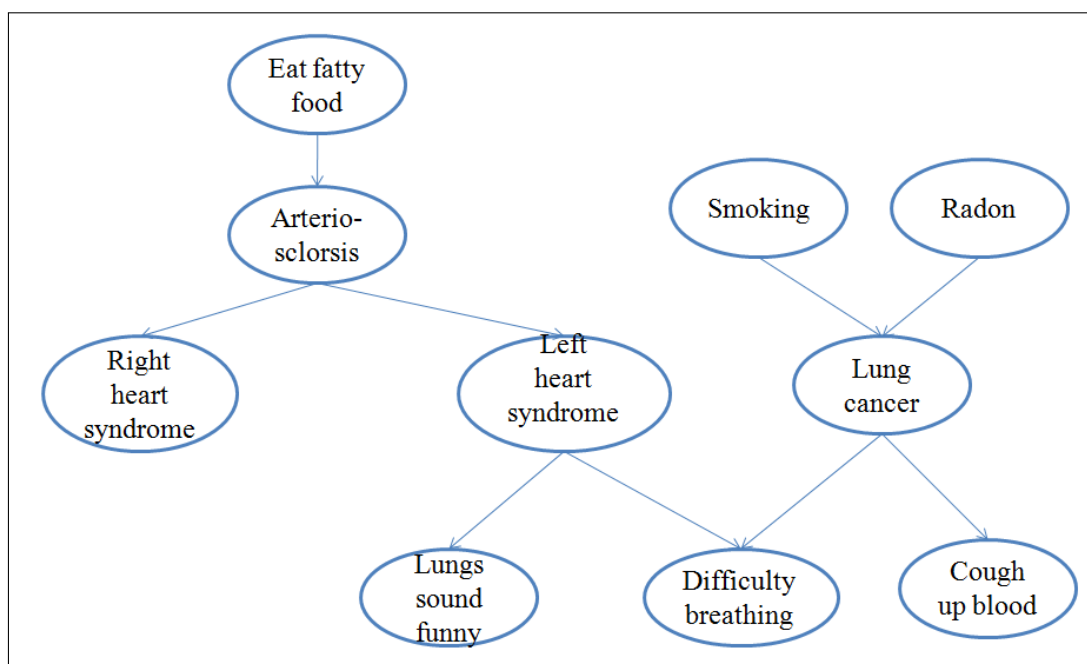 Eat fatty
food
Arterio-
sclorsis
Smoking
Radon
Right
heart
syndrome
Left
heart
syndrome
Lung
cancer
Lungs
sound
funny
Difficulty
breathing
Cough
up blood